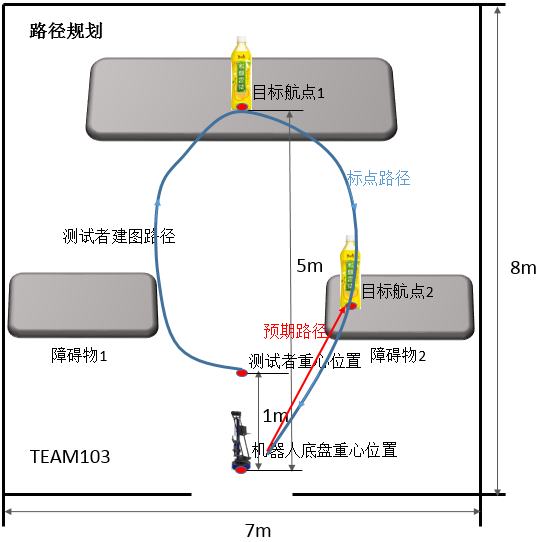 路径规划
目标航点1
标点路径
测试者建图路径
5m
8m
目标航点2
预期路径
障碍物1
测试者重心位置
障碍物2
1m
机器人底盘重心位置
TEAM103
7m